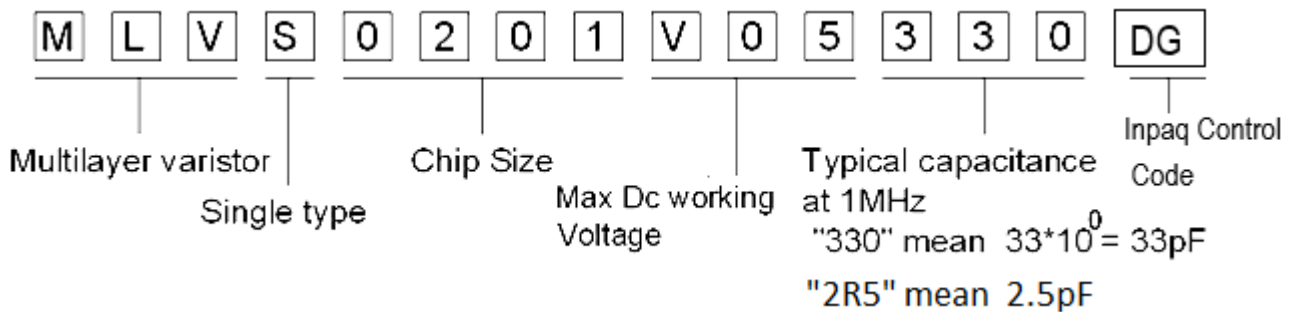 M L V S 0 2 0 1 V 0 5 3 3 0 DG
Multilayer varistor
Single type
Chip Size
Max Dc working
Voltage
Typical capacitance
at 1MHz
"330" mean 33*10⁰= 33pF
"2R5" mean 2.5pF
Inpaq Control
Code